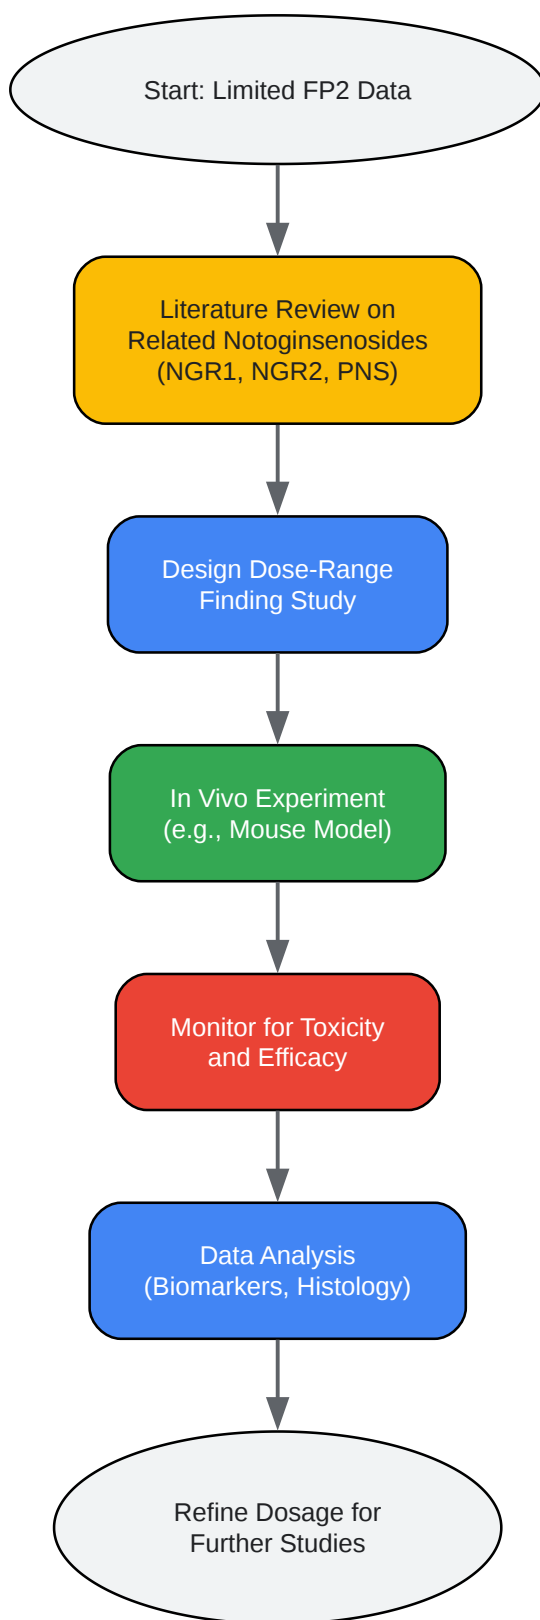 Start: Limited FP2 Data
Literature Review on
Related Notoginsenosides
(NGR1, NGR2, PNS)
Design Dose-Range
Finding Study
In Vivo Experiment
(e.g., Mouse Model)
Monitor for Toxicity
and Efficacy
Data Analysis
(Biomarkers, Histology)
Refine Dosage for
Further Studies